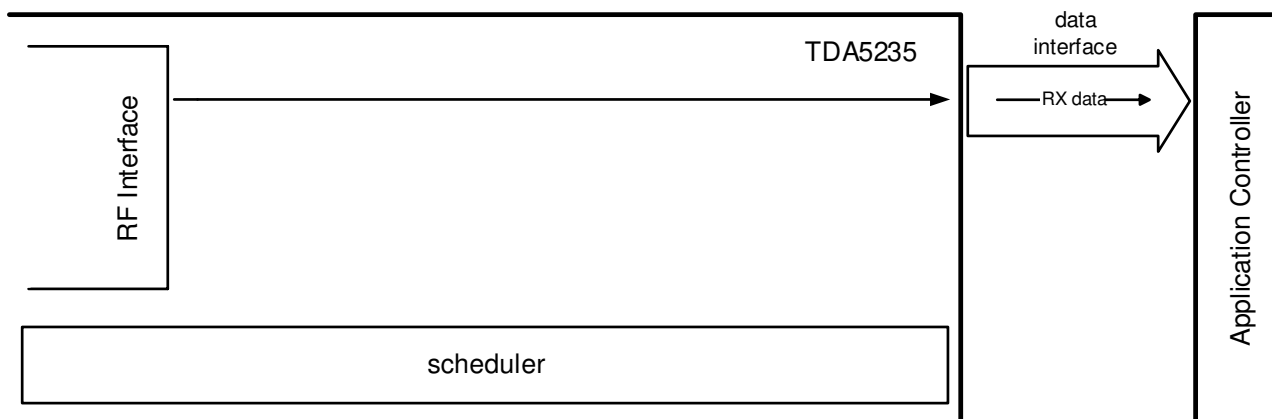 data
interface
TDA5235
RX data
RF Interface
Application Controller
scheduler